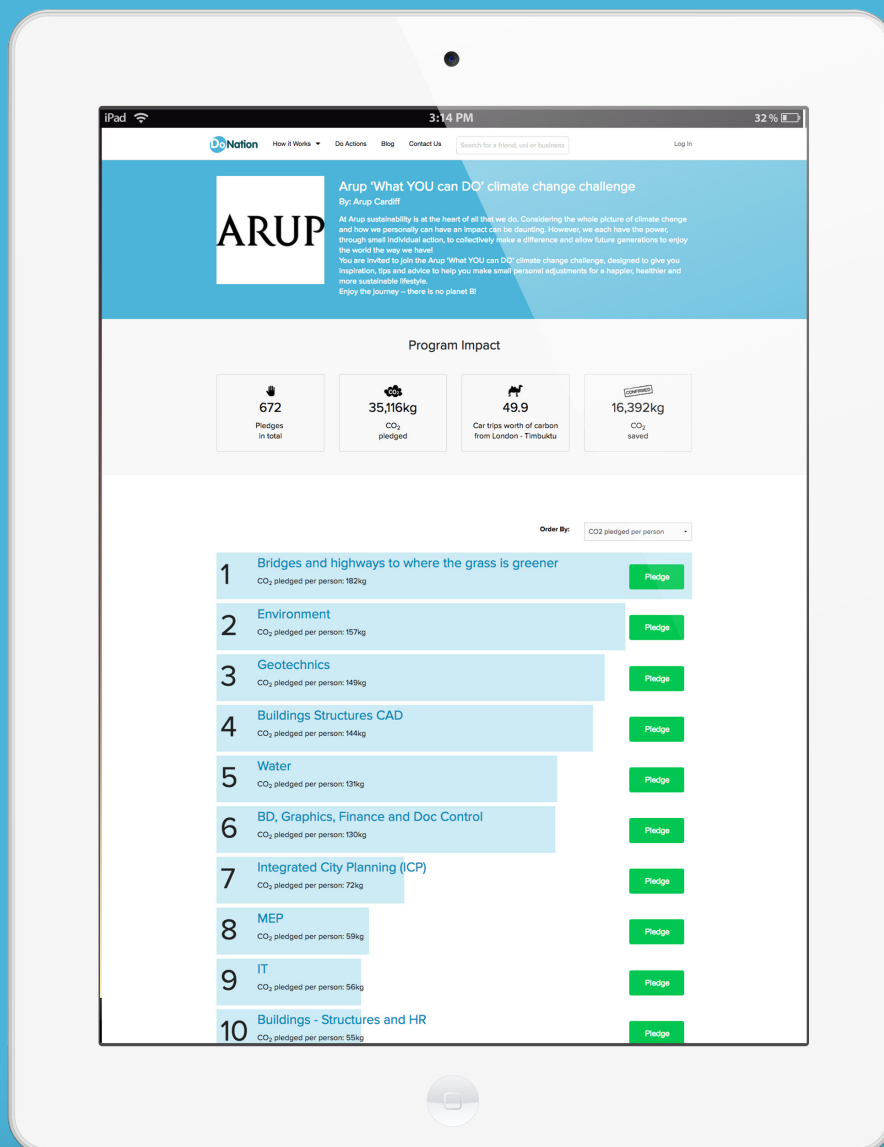 iPad
3:14 PM
32 %
DoNation
How it Works
Do Actions
Blog
Contact Us
Search for a friend, uni or business
Log In
ARUP
Arup ‘What YOU can DO’ climate change challenge
By: Arup Cardiff
At Arup sustainability is at the heart of all that we do. Considering the whole picture of climate change
and how we personally can have an impact can be daunting. However, we each have the power,
through small individual action, to collectively make a difference and allow future generations to enjoy
the world the way we have!
You are invited to join the Arup ‘What YOU can DO’ climate change challenge, designed to give you
inspiration, tips and advice to help you make small personal adjustments for a happier, healthier and
more sustainable lifestyle.
Enjoy the journey – there is no planet B!
Program Impact
672
Pledges
in total
CO₂
35,116kg
CO₂
pledged
49.9
Car trips worth of carbon
from London - Timbuktu
CONFIRMED
16,392kg
CO₂
saved
Order By:
CO2 pledged per person
1
Bridges and highways to where the grass is greener
CO₂ pledged per person: 182kg
Pledge
2
Environment
CO₂ pledged per person: 157kg
Pledge
3
Geotechnics
CO₂ pledged per person: 149kg
Pledge
4
Buildings Structures CAD
CO₂ pledged per person: 144kg
Pledge
5
Water
CO₂ pledged per person: 131kg
Pledge
6
BD, Graphics, Finance and Doc Control
CO₂ pledged per person: 130kg
Pledge
7
Integrated City Planning (ICP)
CO₂ pledged per person: 72kg
Pledge
8
MEP
CO₂ pledged per person: 59kg
Pledge
9
IT
CO₂ pledged per person: 56kg
Pledge
10
Buildings - Structures and HR
CO₂ pledged per person: 55kg
Pledge